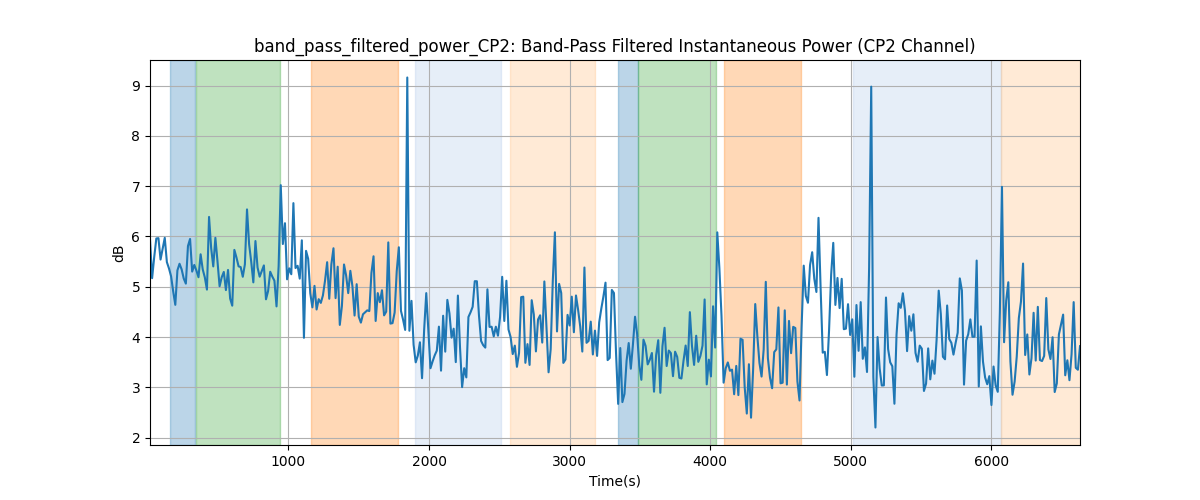 band_pass_filtered_power_CP2: Band-Pass Filtered Instantaneous Power (CP2 Channel)
dB
9
8
7
6
5
4
3
2
1000 2000 3000 4000 5000 6000
Time(s)